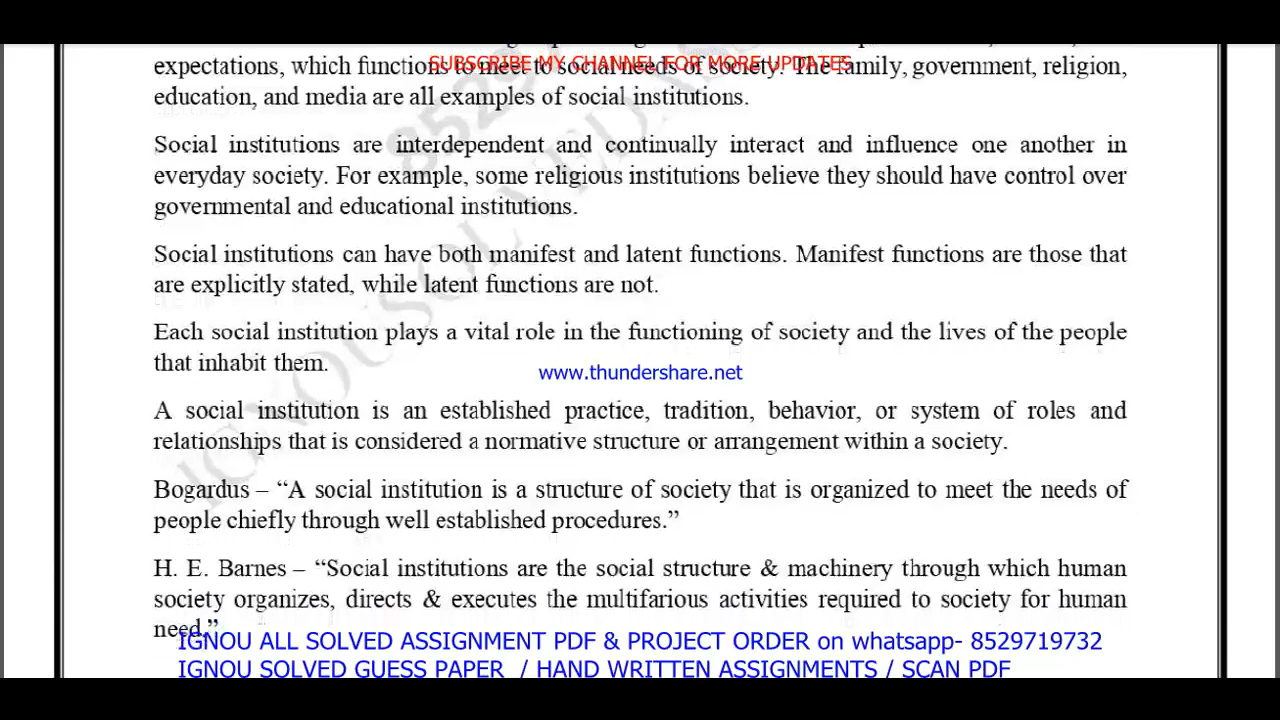 SUBSCRIBE MY CHANNEL FOR MORE UPDATES
expectations, which functions to meet to social needs of society. The family, government, religion,
education, and media are all examples of social institutions.
Social institutions are interdependent and continually interact and influence one another in
everyday society. For example, some religious institutions believe they should have control over
governmental and educational institutions.
Social institutions can have both manifest and latent functions. Manifest functions are those that
are explicitly stated, while latent functions are not.
Each social institution plays a vital role in the functioning of society and the lives of the people
that inhabit them.
www.thundershare.net
A social institution is an established practice, tradition, behavior, or system of roles and
relationships that is considered a normative structure or arrangement within a society.
Bogardus – “A social institution is a structure of society that is organized to meet the needs of
people chiefly through well established procedures.”
H. E. Barnes – “Social institutions are the social structure & machinery through which human
society organizes, directs & executes the multifarious activities required to society for human
need.”
IGNOU ALL SOLVED ASSIGNMENT PDF & PROJECT ORDER on whatsapp- 8529719732
IGNOU SOLVED GUESS PAPER / HAND WRITTEN ASSIGNMENTS / SCAN PDF